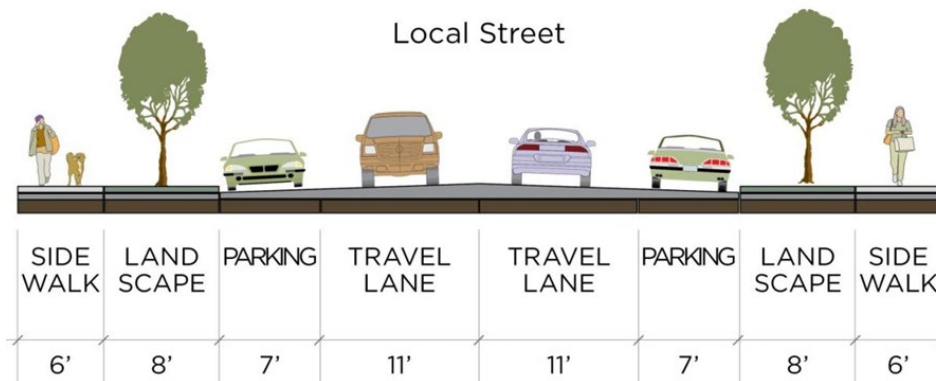 Local Street
SIDE WALK
LAND SCAPE
PARKING
TRAVEL LANE
TRAVEL LANE
PARKING
LAND SCAPE
SIDE WALK
6’ 8’ 7’ 11’ 11’ 7’ 8’ 6’